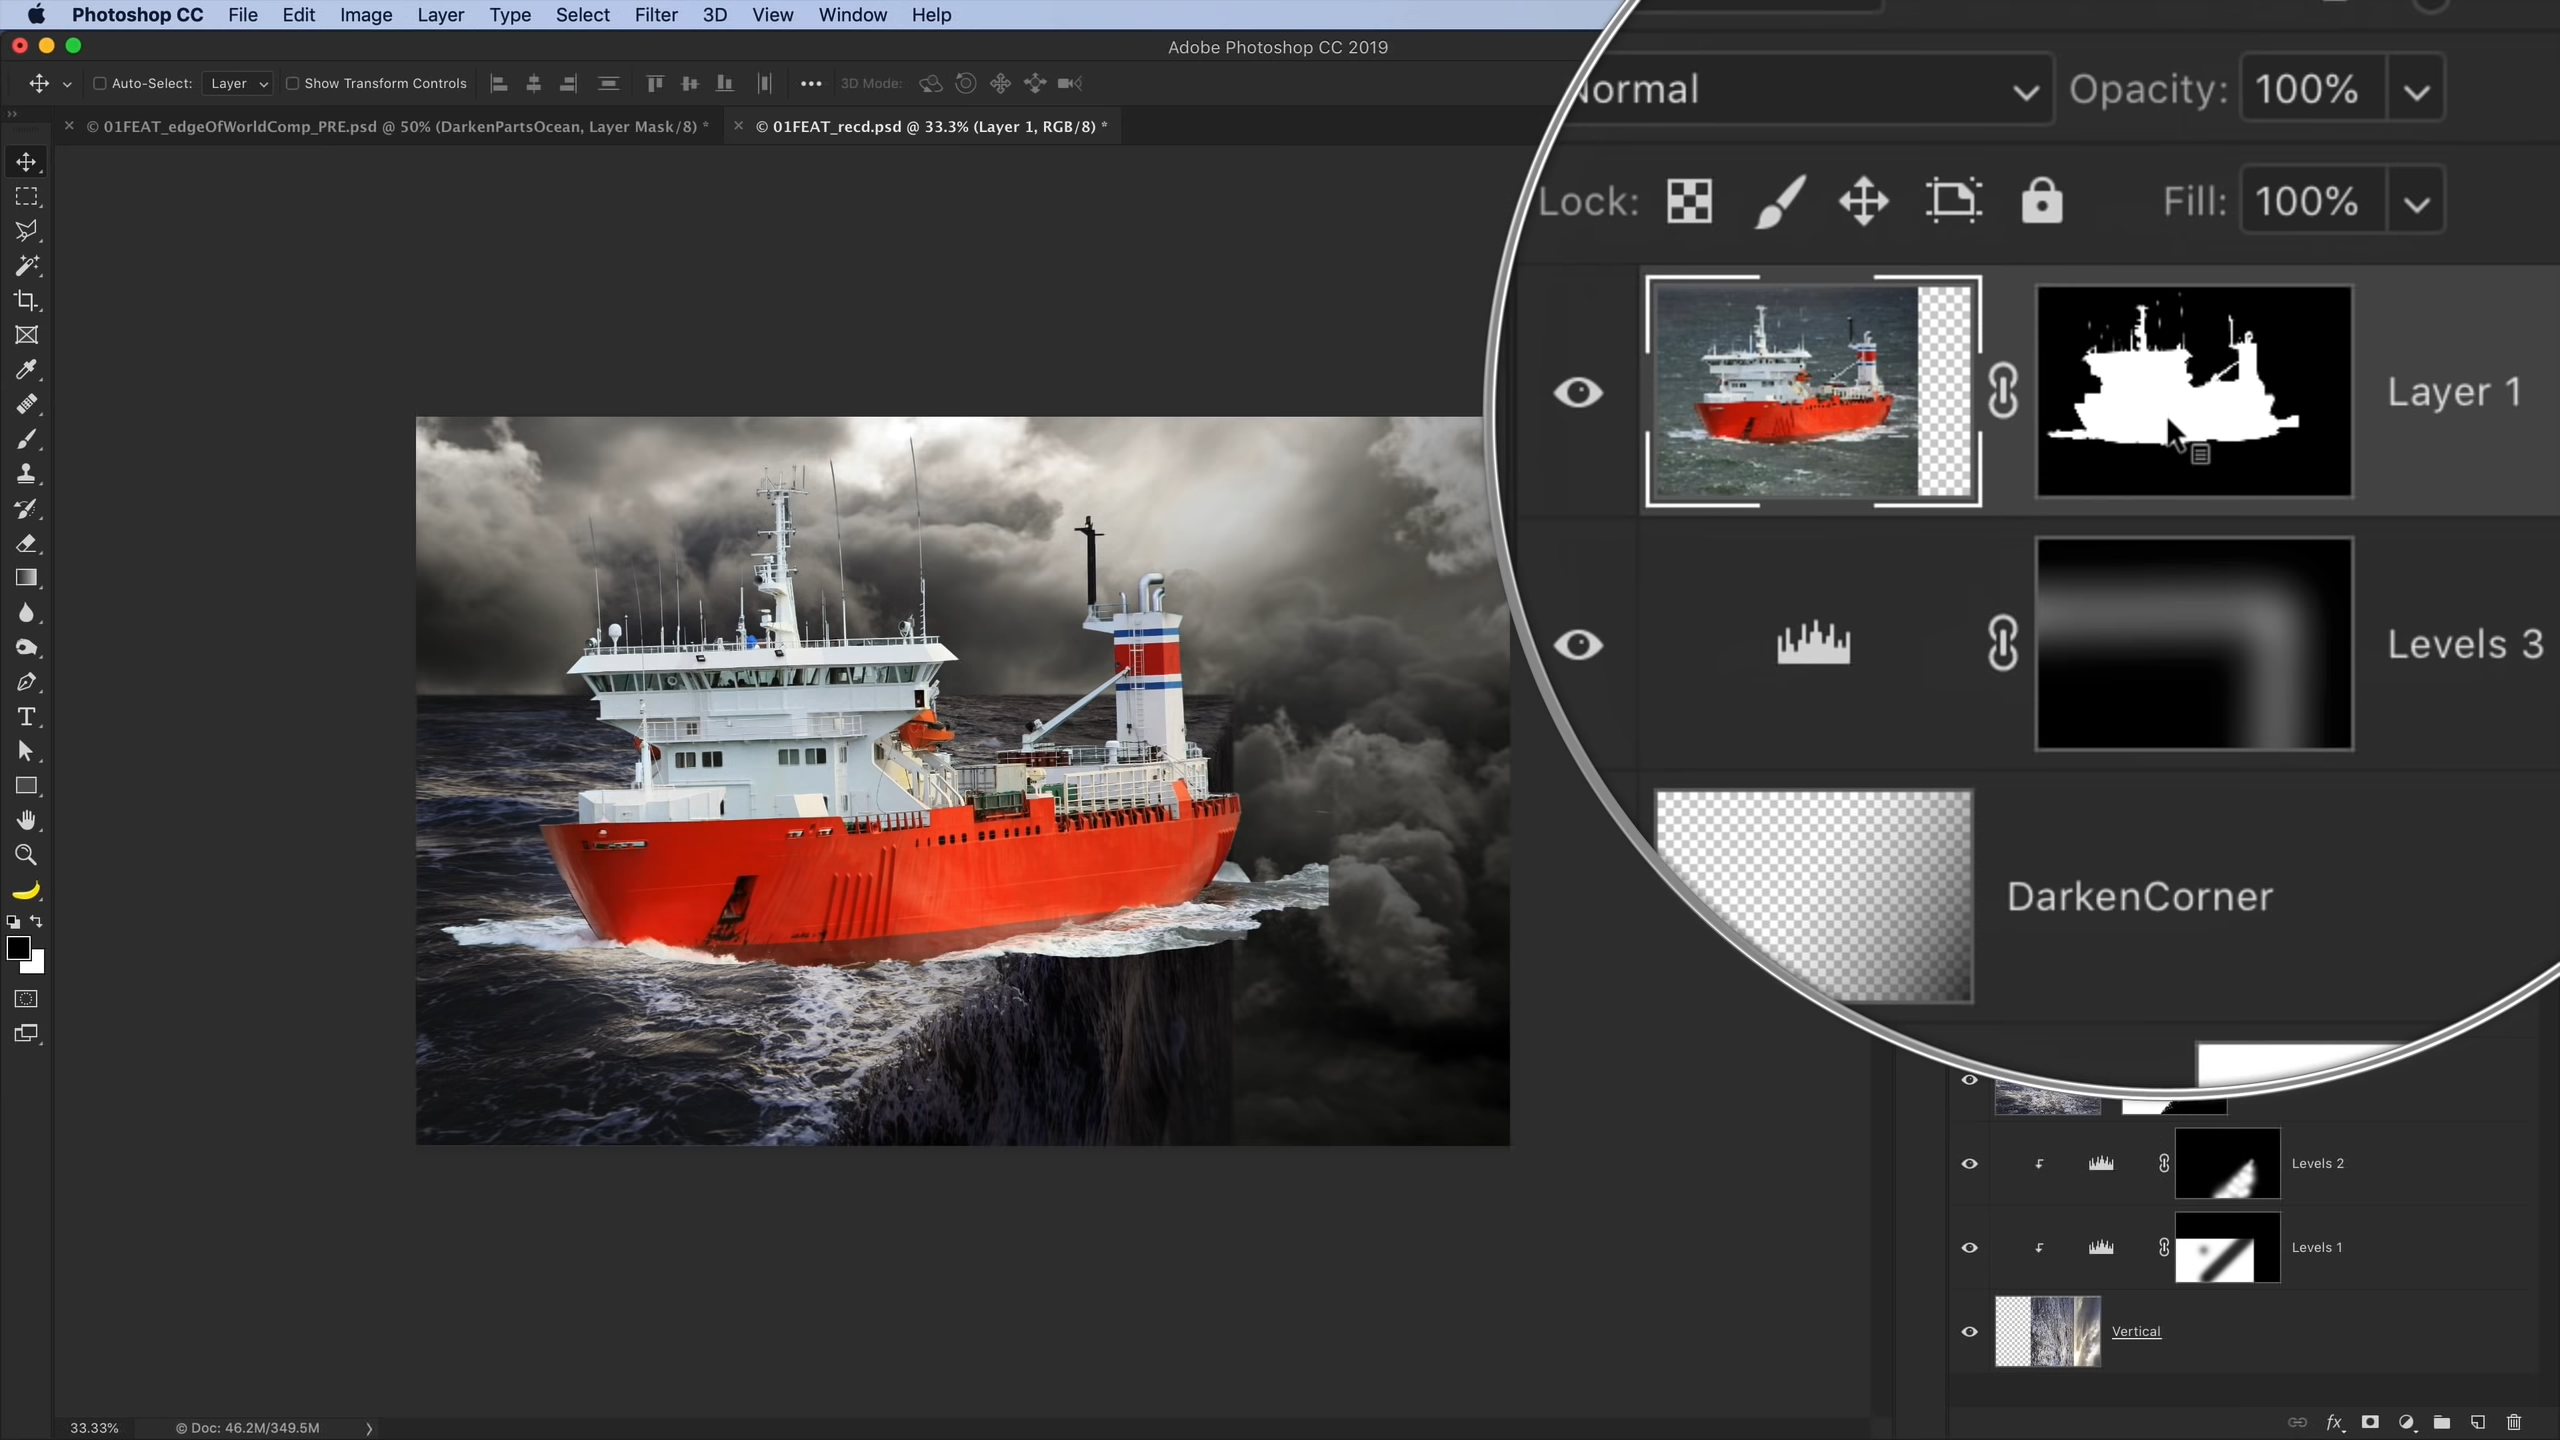 Photoshop CC File Edit Image Layer Type Select Filter 3D View Window Help
Adobe Photoshop CC 2019
Auto-Select: Layer Show Transform Controls 3D Mode:
© 01FEAT_edgeOfWorldComp_PRE.psd @ 50% (DarkenPartsOcean, Layer Mask/8) *
© 01FEAT_recd.psd @ 33.3% (Layer 1, RGB/8) *
Normal Opacity: 100%
Lock: Fill: 100%
Layer 1
Levels 3
DarkenCorner
Levels 2
Levels 1
Vertical
33.33% © Doc: 46.2M/349.5M
fx